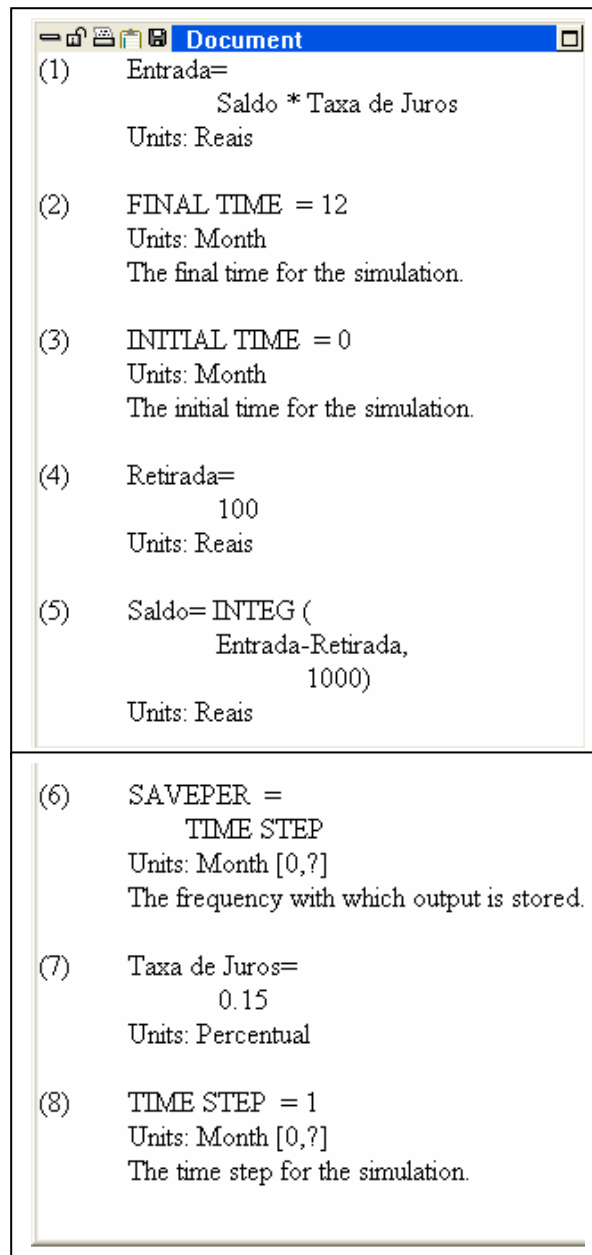 Document
(1) Entrada=
Saldo * Taxa de Juros
Units: Reais
(2) FINAL TIME = 12
Units: Month
The final time for the simulation.
(3) INITIAL TIME = 0
Units: Month
The initial time for the simulation.
(4) Retirada=
100
Units: Reais
(5) Saldo= INTEG (
Entrada-Retirada,
1000)
Units: Reais
(6) SAVEPER =
TIME STEP
Units: Month [0,?]
The frequency with which output is stored.
(7) Taxa de Juros=
0.15
Units: Percentual
(8) TIME STEP = 1
Units: Month [0,?]
The time step for the simulation.